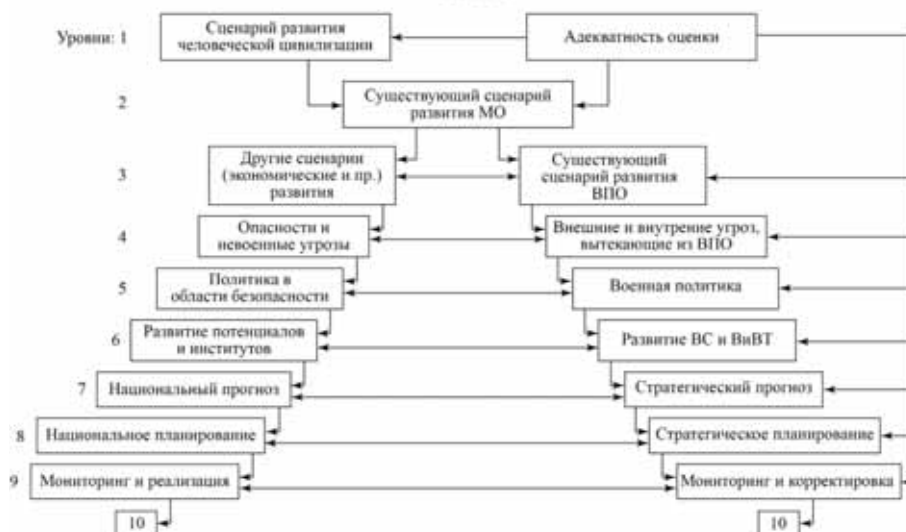 Уровни: 1
Сценарий развития
человеческой цивилизации
Адекватность оценки
2
Существующий сценарий
развития МО
3
Другие сценарии
(экономические и пр.)
развития
Существующий
сценарий развития
ВПО
4
Опасности и
невоенные угрозы
Внешние и внутрение угроз,
вытекающие из ВПО
5
Политика в
области безопасности
Военная политика
6
Развитие потенциалов
и институтов
Развитие ВС и ВиВТ
7
Национальный прогноз
Стратегический прогноз
8
Национальное планирование
Стратегическое планирование
9
Мониторинг и реализация
Мониторинг и корректировка
10
10